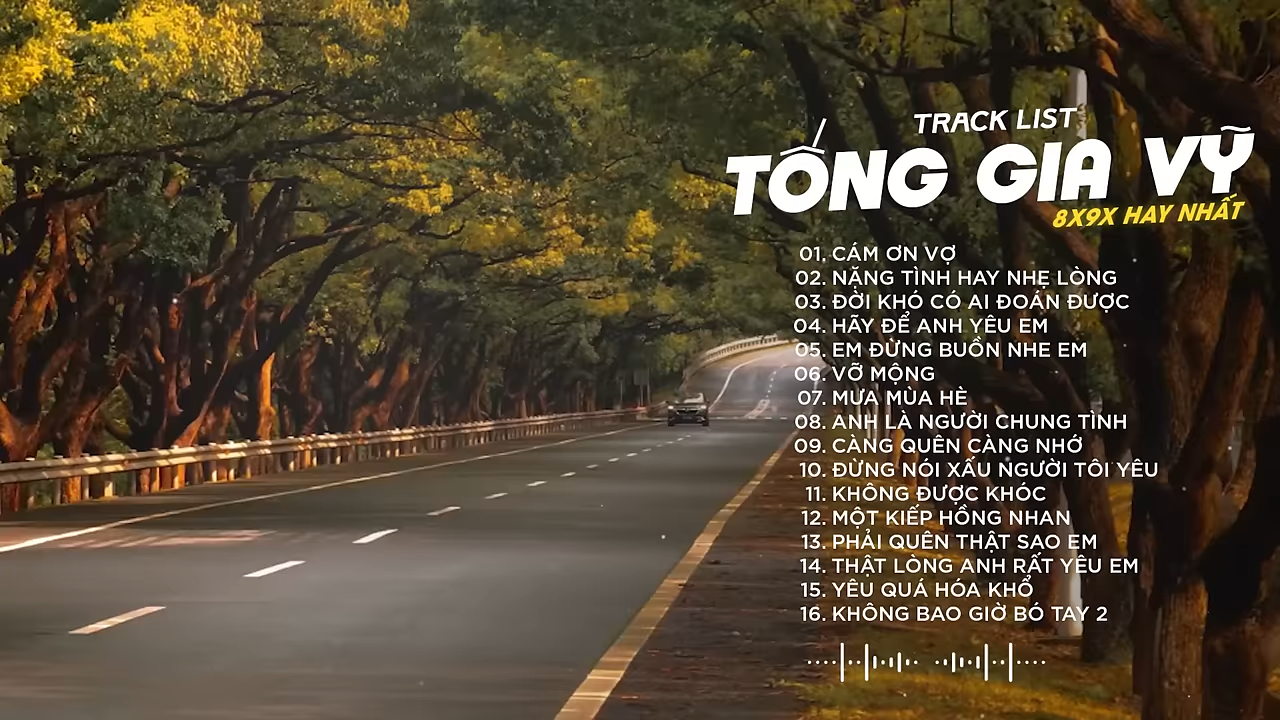 TRACK LIST
TỐNG GIA VỸ
8X9X HAY NHẤT
01. CÁM ƠN VỢ
02. NẶNG TÌNH HAY NHẸ LÒNG
03. ĐỜI KHÓ CÓ AI ĐOÁN ĐƯỢC
04. HÃY ĐỂ ANH YÊU EM
05. EM ĐỪNG BUỒN NHE EM
06. VỠ MỘNG
07. MƯA MÙA HÈ
08. ANH LÀ NGƯỜI CHUNG TÌNH
09. CÀNG QUÊN CÀNG NHỚ
10. ĐỪNG NÓI XẤU NGƯỜI TÔI YÊU
11. KHÔNG ĐƯỢC KHÓC
12. MỘT KIẾP HỒNG NHAN
13. PHẢI QUÊN THẬT SAO EM
14. THẬT LÒNG ANH RẤT YÊU EM
15. YÊU QUÁ HÓA KHỔ
16. KHÔNG BAO GIỜ BÓ TAY 2